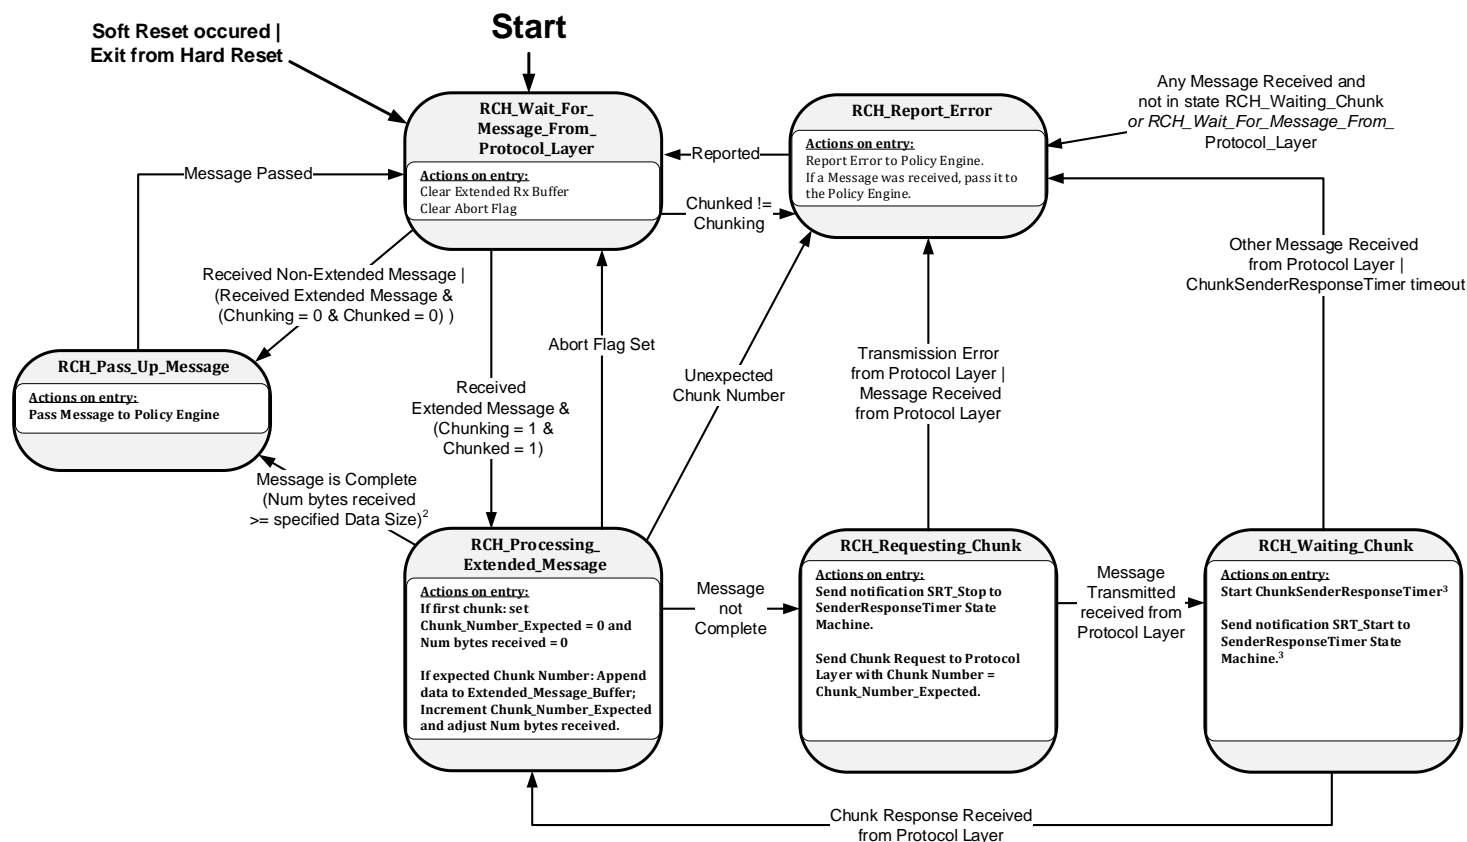 Soft Reset occured |
Exit from Hard Reset
Start
RCH_Wait_For_
Message_From_
Protocol_Layer
Actions on entry:
Clear Extended Rx Buffer
Clear Abort Flag
Reported
Chunked !=
Chunking
RCH_Report_Error
Actions on entry:
Report Error to Policy Engine.
If a Message was received, pass it to
the Policy Engine.
Any Message Received and
not in state RCH_Waiting_Chunk
or RCH_Wait_For_Message_From_
Protocol_Layer
Message Passed
Received Non-Extended Message |
(Received Extended Message &
(Chunking = 0 & Chunked = 0) )
Other Message Received
from Protocol Layer |
ChunkSenderResponseTimer timeout
RCH_Pass_Up_Message
Actions on entry:
Pass Message to Policy Engine
Abort Flag Set
Received
Extended Message &
(Chunking = 1 &
Chunked = 1)
Unexpected
Chunk Number
Transmission Error
from Protocol Layer |
Message Received
from Protocol Layer
Message is Complete
(Num bytes received
>= specified Data Size)2
RCH_Processing_
Extended_Message
Actions on entry:
If first chunk: set
Chunk_Number_Expected = 0 and
Num bytes received = 0
If expected Chunk Number: Append
data to Extended_Message_Buffer;
Increment Chunk_Number_Expected
and adjust Num bytes received.
Message
not
Complete
RCH_Requesting_Chunk
Actions on entry:
Send notification SRT_Stop to
SenderResponseTimer State
Machine.
Send Chunk Request to Protocol
Layer with Chunk Number =
Chunk_Number_Expected.
Message
Transmitted
received from
Protocol Layer
RCH_Waiting_Chunk
Actions on entry:
Start ChunkSenderResponseTimer3
Send notification SRT_Start to
SenderResponseTimer State
Machine.3
Chunk Response Received
from Protocol Layer